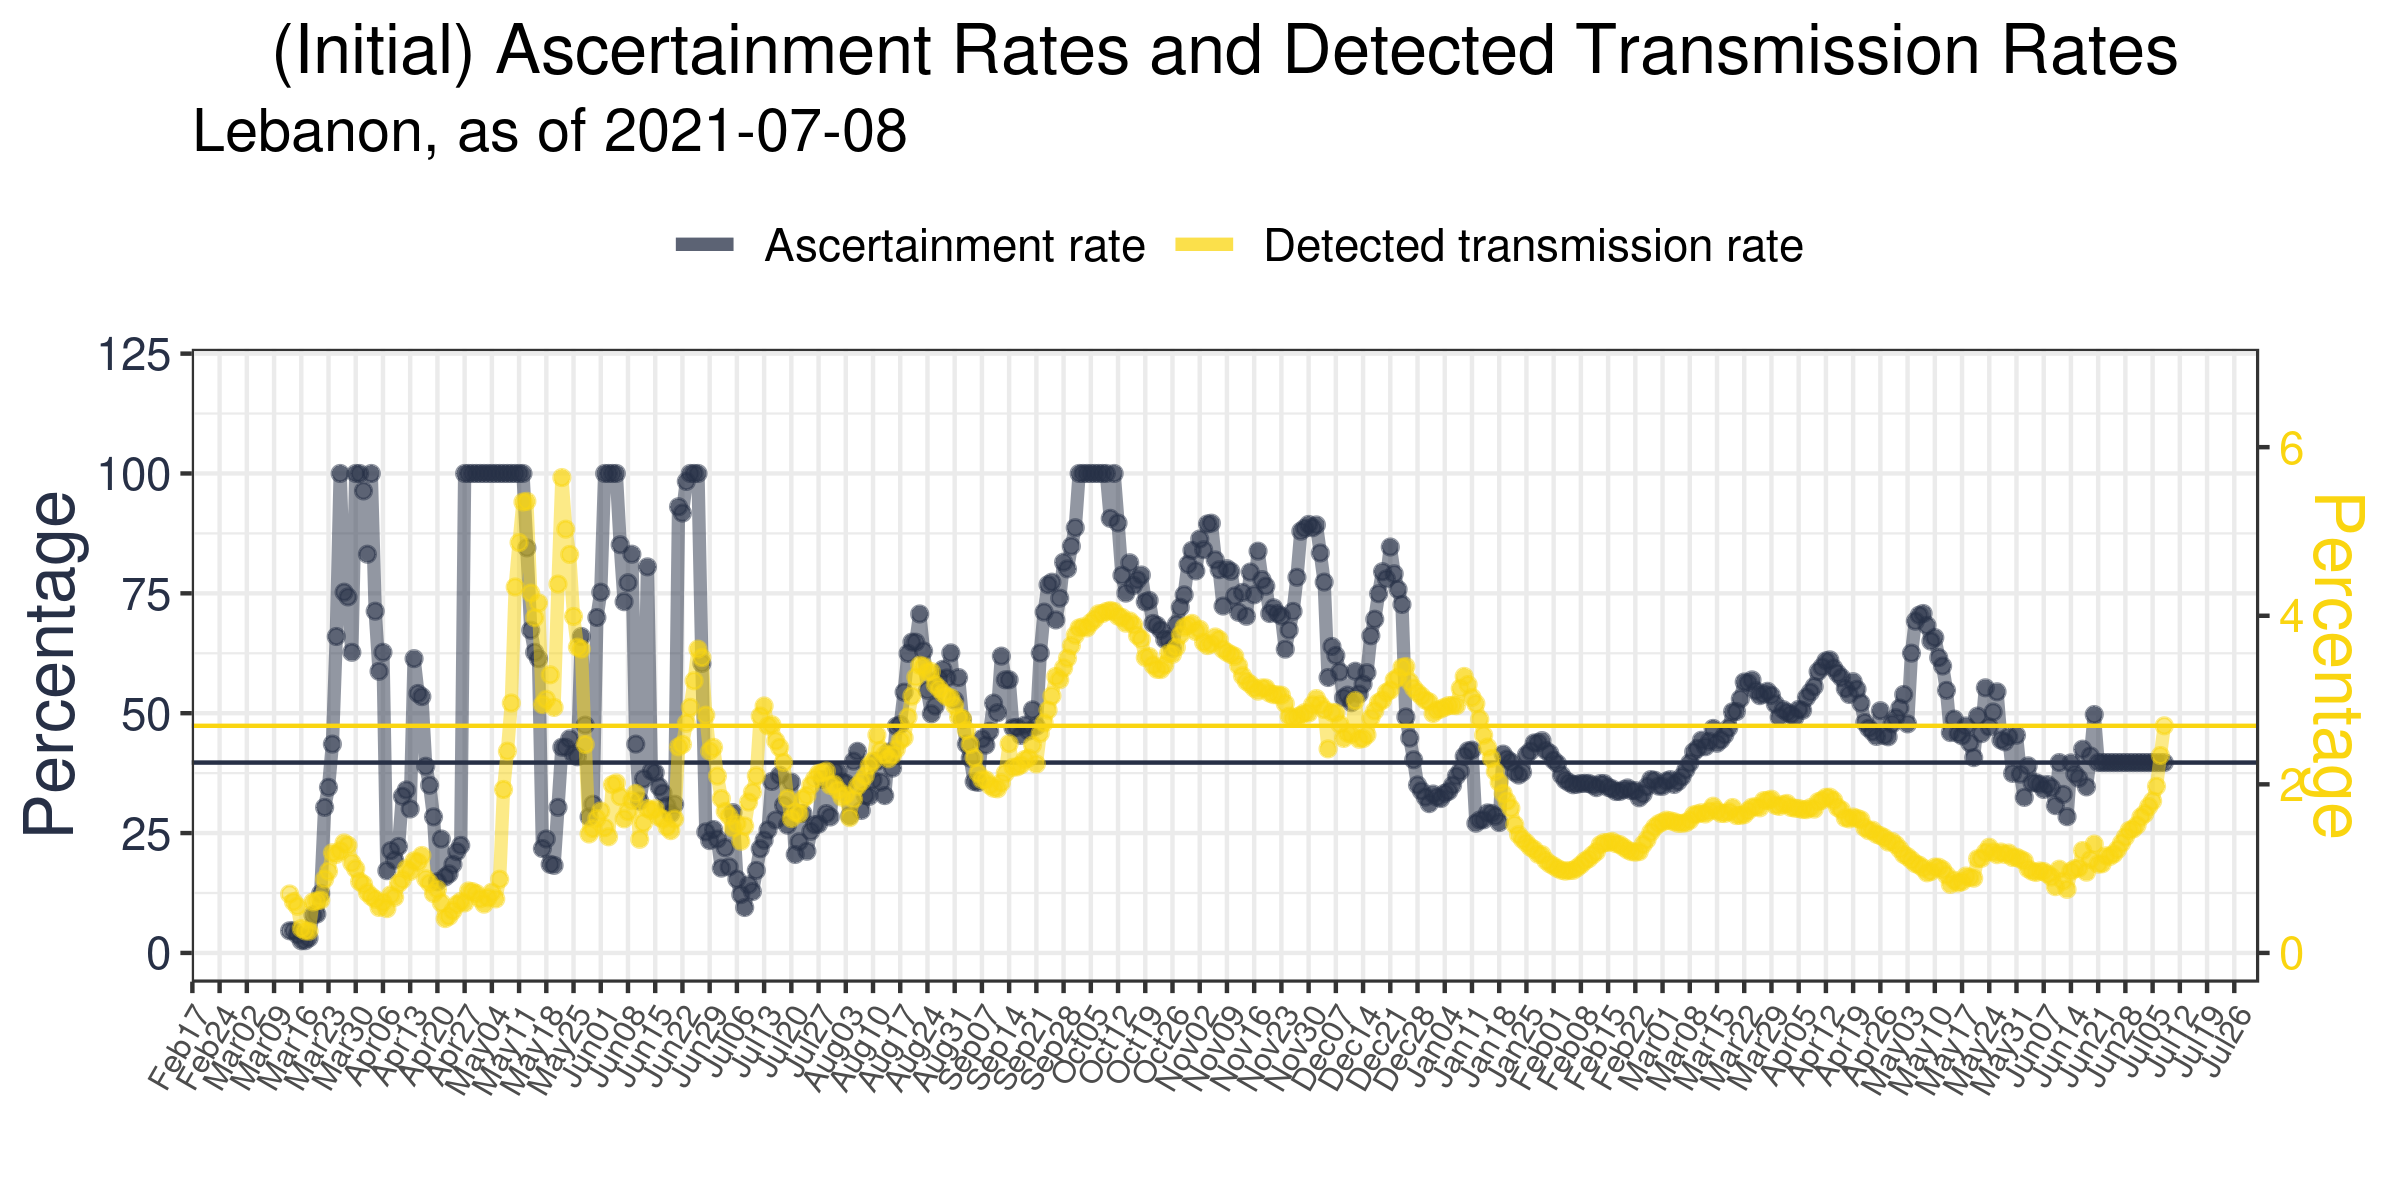 (Initial) Ascertainment Rates and Detected Transmission Rates
Lebanon, as of 2021-07-08
Ascertainment rate
Detected transmission rate
Percentage
125
100
75
50
25
0
6
4
2
0
Percentage
Feb17
Feb24
Mar02
Mar09
Mar16
Mar23
Mar30
Apr06
Apr13
Apr20
Apr27
May04
May11
May18
May25
Jun01
Jun08
Jun15
Jun22
Jun29
Jul06
Jul13
Jul20
Jul27
Aug03
Aug10
Aug17
Aug24
Aug31
Sep07
Sep14
Sep21
Sep28
Oct05
Oct12
Oct19
Oct26
Nov02
Nov09
Nov16
Nov23
Nov30
Dec07
Dec14
Dec21
Dec28
Jan04
Jan11
Jan18
Jan25
Feb01
Feb08
Feb15
Feb22
Mar01
Mar08
Mar15
Mar22
Mar29
Apr05
Apr12
Apr19
Apr26
May03
May10
May17
May24
May31
Jun07
Jun14
Jun21
Jun28
Jul05
Jul12
Jul19
Jul26